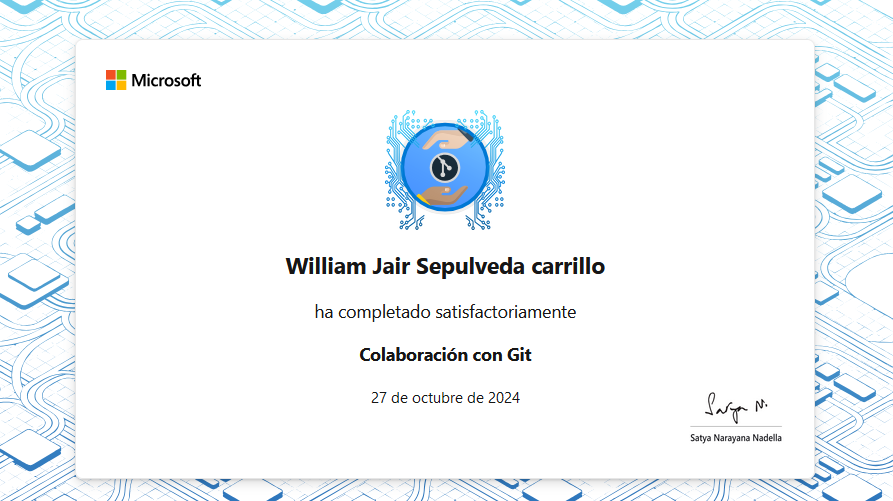 Microsoft
William Jair Sepulveda carrillo
ha completado satisfactoriamente
Colaboración con Git
27 de octubre de 2024
Satya N.
Satya Narayana Nadella